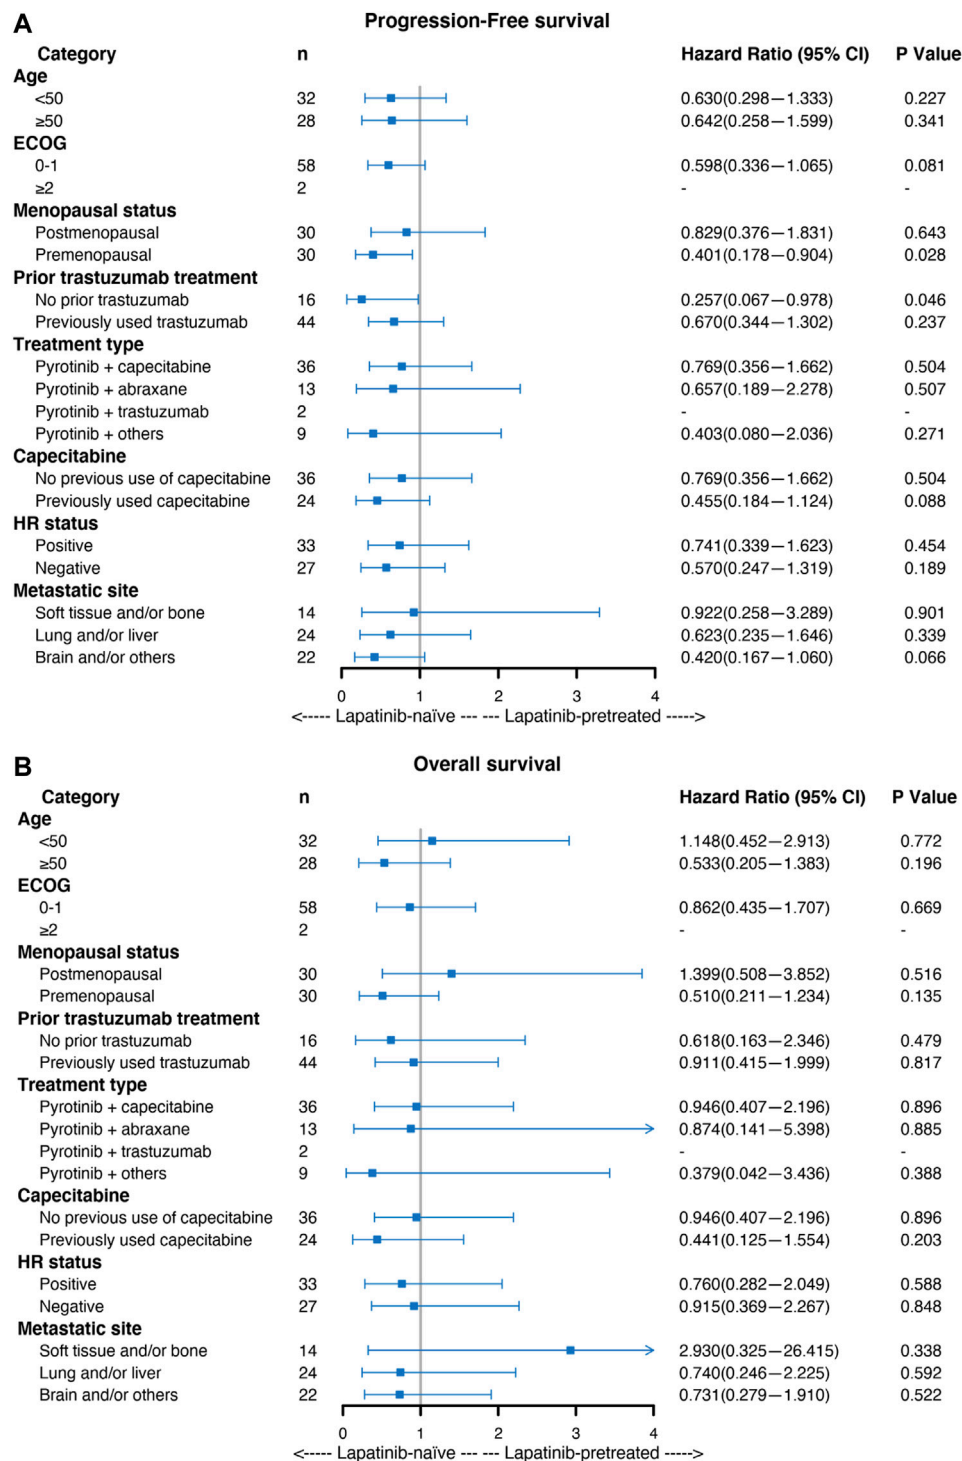 A
Progression-Free survival
Category n Hazard Ratio (95% CI) P Value
Age
<50 32 0.630(0.298—1.333) 0.227
≥50 28 0.642(0.258—1.599) 0.341
ECOG
0-1 58 0.598(0.336—1.065) 0.081
≥2 2 - -
Menopausal status
Postmenopausal 30 0.829(0.376—1.831) 0.643
Premenopausal 30 0.401(0.178—0.904) 0.028
Prior trastuzumab treatment
No prior trastuzumab 16 0.257(0.067—0.978) 0.046
Previously used trastuzumab 44 0.670(0.344—1.302) 0.237
Treatment type
Pyrotinib + capecitabine 36 0.769(0.356—1.662) 0.504
Pyrotinib + abraxane 13 0.657(0.189—2.278) 0.507
Pyrotinib + trastuzumab 2 - -
Pyrotinib + others 9 0.403(0.080—2.036) 0.271
Capecitabine
No previous use of capecitabine 36 0.769(0.356—1.662) 0.504
Previously used capecitabine 24 0.455(0.184—1.124) 0.088
HR status
Positive 33 0.741(0.339—1.623) 0.454
Negative 27 0.570(0.247—1.319) 0.189
Metastatic site
Soft tissue and/or bone 14 0.922(0.258—3.289) 0.901
Lung and/or liver 24 0.623(0.235—1.646) 0.339
Brain and/or others 22 0.420(0.167—1.060) 0.066
0 1 2 3 4
<----- Lapatinib-naïve --- --- Lapatinib-pretreated ----->
B
Overall survival
Category n Hazard Ratio (95% CI) P Value
Age
<50 32 1.148(0.452—2.913) 0.772
≥50 28 0.533(0.205—1.383) 0.196
ECOG
0-1 58 0.862(0.435—1.707) 0.669
≥2 2 - -
Menopausal status
Postmenopausal 30 1.399(0.508—3.852) 0.516
Premenopausal 30 0.510(0.211—1.234) 0.135
Prior trastuzumab treatment
No prior trastuzumab 16 0.618(0.163—2.346) 0.479
Previously used trastuzumab 44 0.911(0.415—1.999) 0.817
Treatment type
Pyrotinib + capecitabine 36 0.946(0.407—2.196) 0.896
Pyrotinib + abraxane 13 0.874(0.141—5.398) 0.885
Pyrotinib + trastuzumab 2 - -
Pyrotinib + others 9 0.379(0.042—3.436) 0.388
Capecitabine
No previous use of capecitabine 36 0.946(0.407—2.196) 0.896
Previously used capecitabine 24 0.441(0.125—1.554) 0.203
HR status
Positive 33 0.760(0.282—2.049) 0.588
Negative 27 0.915(0.369—2.267) 0.848
Metastatic site
Soft tissue and/or bone 14 2.930(0.325—26.415) 0.338
Lung and/or liver 24 0.740(0.246—2.225) 0.592
Brain and/or others 22 0.731(0.279—1.910) 0.522
0 1 2 3 4
<----- Lapatinib-naïve --- --- Lapatinib-pretreated ----->